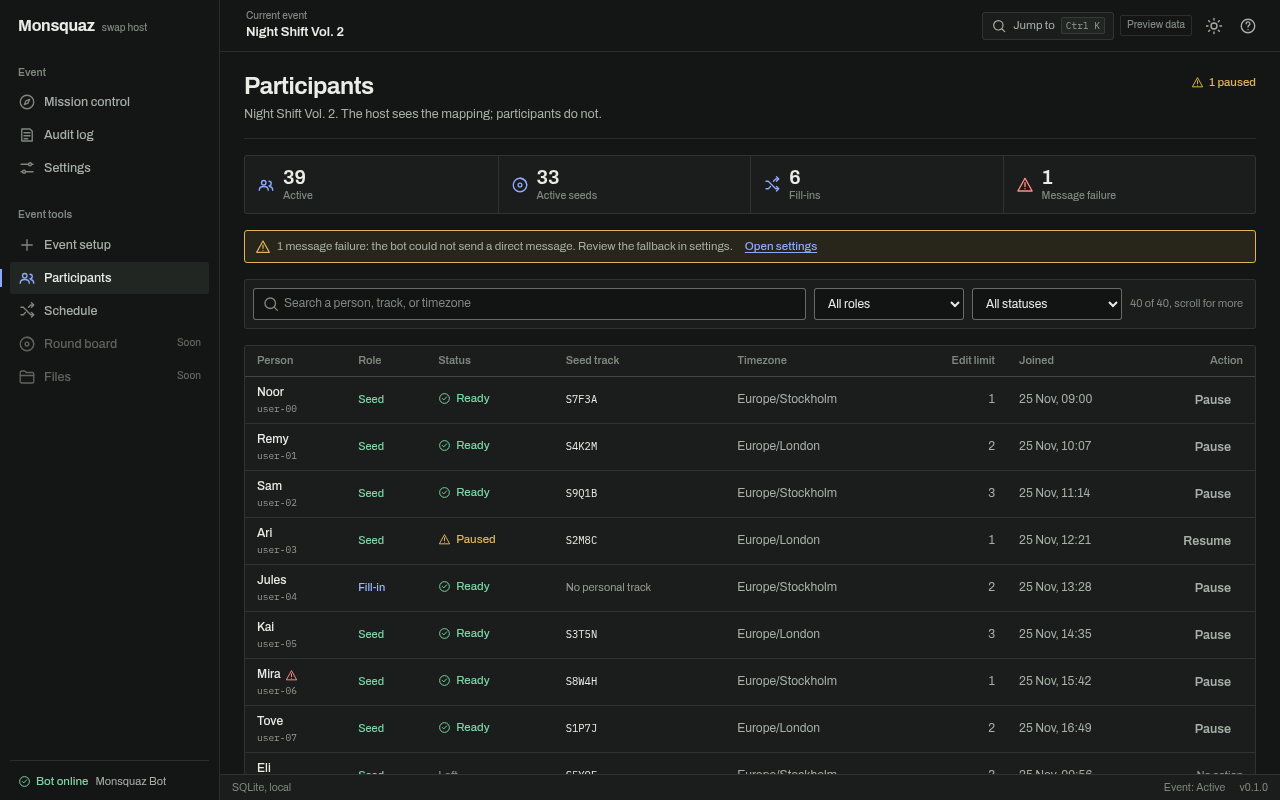 Monsquaz swap host
Event
Mission control
Audit log
Settings
Event tools
Event setup
Participants
Schedule
Round board Soon
Files Soon
Bot online Monsquaz Bot
Current event
Night Shift Vol. 2
Jump to Ctrl K
Preview data
Participants
1 paused
Night Shift Vol. 2. The host sees the mapping; participants do not.
39
Active
33
Active seeds
6
Fill-ins
1
Message failure
1 message failure: the bot could not send a direct message. Review the fallback in settings. Open settings
Search a person, track, or timezone All roles All statuses 40 of 40, scroll for more
Person Role Status Seed track Timezone Edit limit Joined Action
Noor
user-00 Seed Ready S7F3A Europe/Stockholm 1 25 Nov, 09:00 Pause
Remy
user-01 Seed Ready S4K2M Europe/London 2 25 Nov, 10:07 Pause
Sam
user-02 Seed Ready S9Q1B Europe/Stockholm 3 25 Nov, 11:14 Pause
Ari
user-03 Seed Paused S2M8C Europe/London 1 25 Nov, 12:21 Resume
Jules
user-04 Fill-in Ready No personal track Europe/Stockholm 2 25 Nov, 13:28 Pause
Kai
user-05 Seed Ready S3T5N Europe/London 3 25 Nov, 14:35 Pause
Mira
user-06 Seed Ready S8W4H Europe/Stockholm 1 25 Nov, 15:42 Pause
Tove
user-07 Seed Ready S1P7J Europe/London 2 25 Nov, 16:49 Pause
Eli
SQLite, local
Event: Active v0.1.0